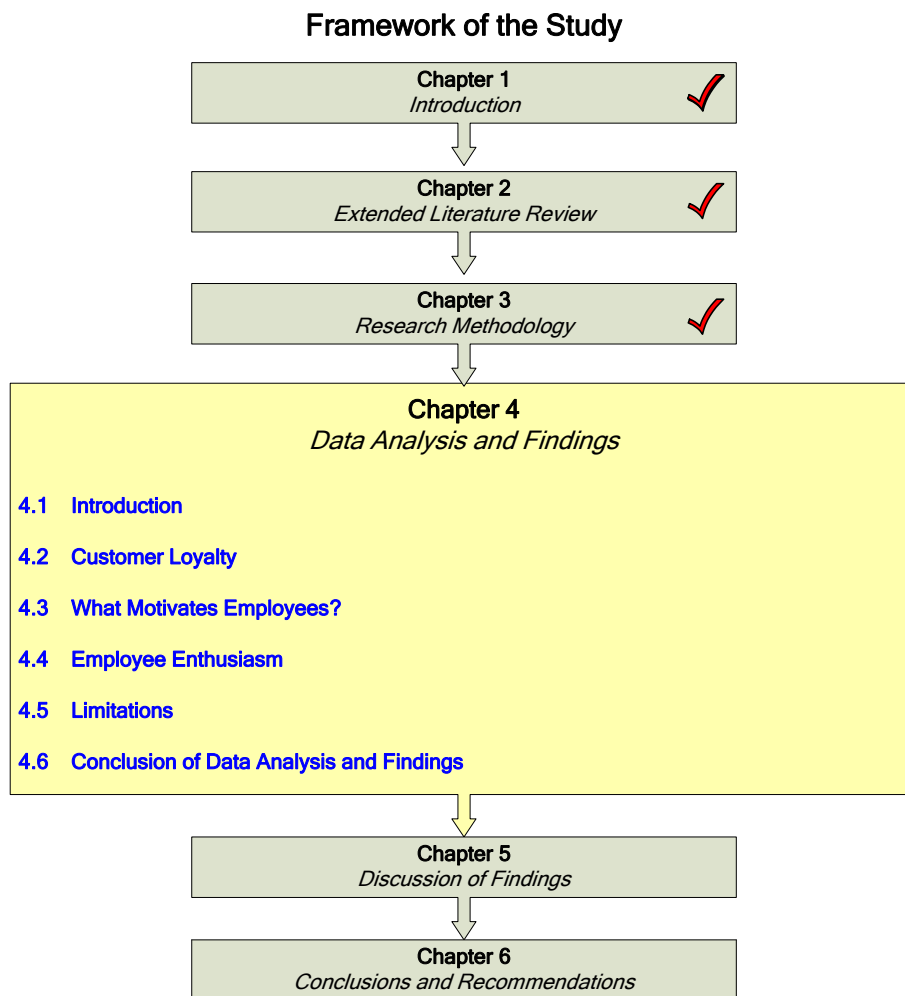 Framework of the Study
Chapter 1
Introduction
Chapter 2
Extended Literature Review
Chapter 3
Research Methodology
Chapter 4
Data Analysis and Findings
4.1 Introduction
4.2 Customer Loyalty
4.3 What Motivates Employees?
4.4 Employee Enthusiasm
4.5 Limitations
4.6 Conclusion of Data Analysis and Findings
Chapter 5
Discussion of Findings
Chapter 6
Conclusions and Recommendations